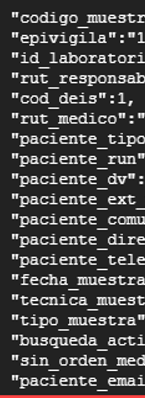 "codigo_muestr
"epivigila":"1
"id_laboratori
"rut_responsab
"cod_deis":1,
"rut_medico":"
"paciente_tipo
"paciente_run"
"paciente_dv":
"paciente_ext_
"paciente_comu
"paciente_dire
"paciente_tele
"fecha_muestra
"tecnica_muest
"tipo_muestra"
"busqueda_acti
"sin_orden_med
"paciente_emai